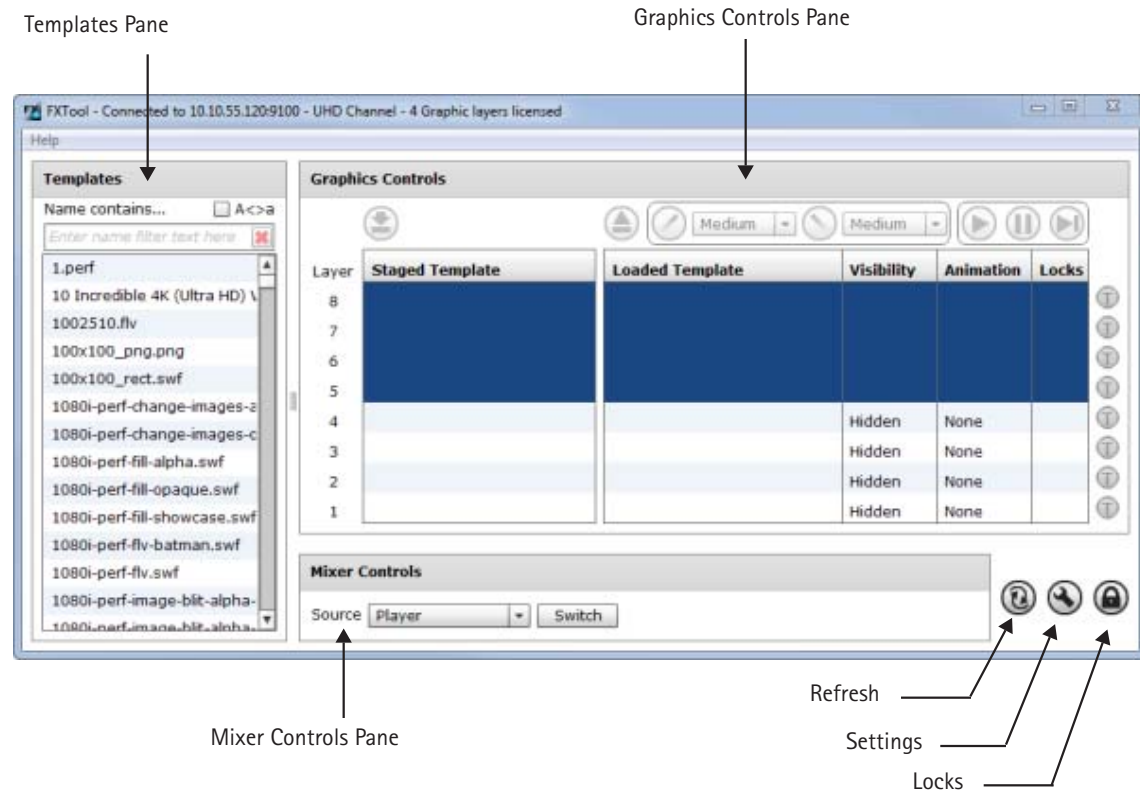 Templates Pane
Graphics Controls Pane
FXTool - Connected to 10.10.55.120:9100 - UHD Channel - 4 Graphic layers licensed
Help
Templates
Name contains... A<>a
Enter name filter text here
1.perf
10 Incredible 4K (Ultra HD)
1002510.flv
100x100_png.png
100x100_rect.swf
1080i-perf-change-images-a
1080i-perf-change-images-c
1080i-perf-fill-alpha.swf
1080i-perf-fill-opaque.swf
1080i-perf-fill-showcase.swf
1080i-perf-flv-batman.swf
1080i-perf-flv.swf
1080i-perf-image-blit-alpha-
1080i-perf-image-blit-alpha-
Graphics Controls
Medium Medium
Layer Staged Template Loaded Template Visibility Animation Locks
8 T
7 T
6 T
5 T
4 Hidden None T
3 Hidden None T
2 Hidden None T
1 Hidden None T
Mixer Controls
Source Player Switch
Refresh
Mixer Controls Pane
Settings
Locks